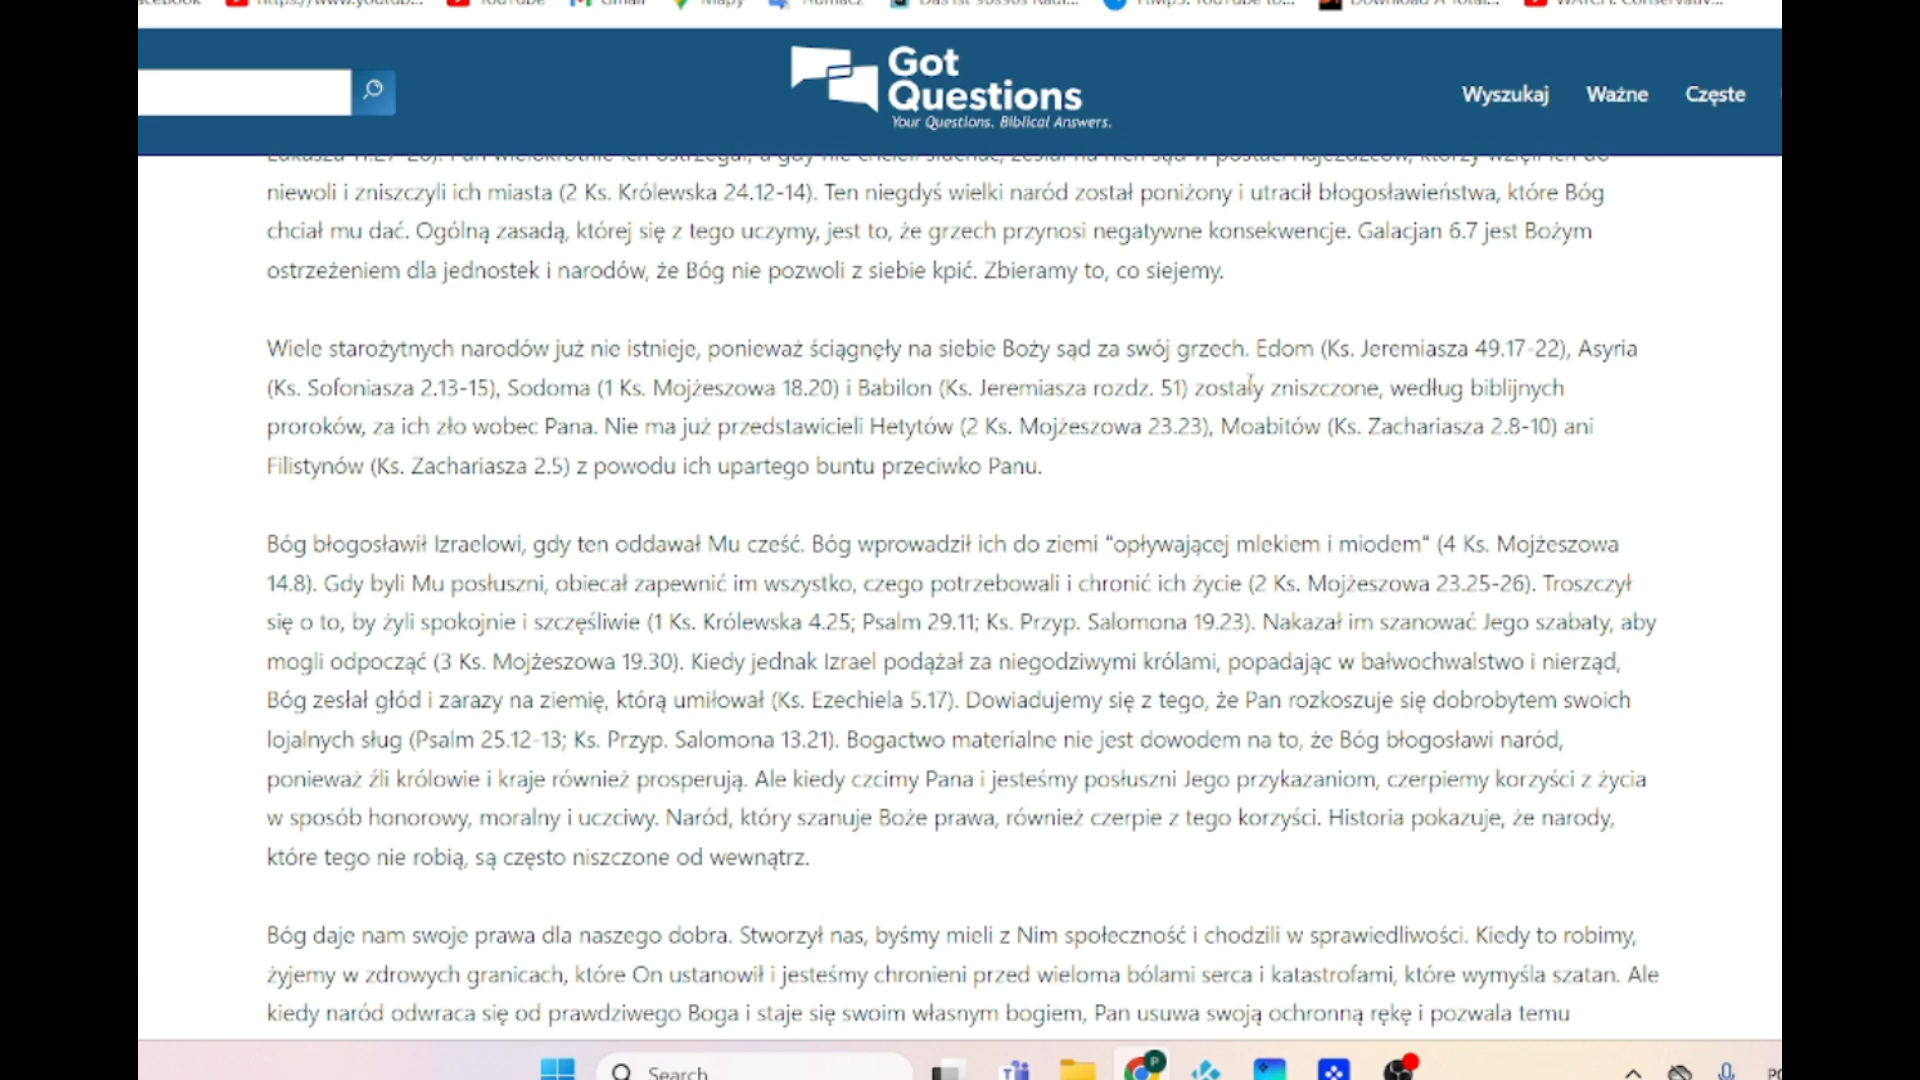 https://www.youtub...
YouTube
Gmail
Mapy
Tłumacz
Got
Questions
Your Questions. Biblical Answers.
Wyszukaj Ważne Częste
niewoli i zniszczyli ich miasta (2 Ks. Królewska 24.12-14). Ten niegdyś wielki naród został poniżony i utracił błogosławieństwa, które Bóg
chciał mu dać. Ogólną zasadą, której się z tego uczymy, jest to, że grzech przynosi negatywne konsekwencje. Galacjan 6.7 jest Bożym
ostrzeżeniem dla jednostek i narodów, że Bóg nie pozwoli z siebie kpić. Zbieramy to, co siejemy.
Wiele starożytnych narodów już nie istnieje, ponieważ ściągnęły na siebie Boży sąd za swój grzech. Edom (Ks. Jeremiasza 49.17-22), Asyria
(Ks. Sofoniasza 2.13-15), Sodoma (1 Ks. Mojżeszowa 18.20) i Babilon (Ks. Jeremiasza rozdz. 51) zostały zniszczone, według biblijnych
proroków, za ich zło wobec Pana. Nie ma już przedstawicieli Hetytów (2 Ks. Mojżeszowa 23.23), Moabitów (Ks. Zachariasza 2.8-10) ani
Filistynów (Ks. Zachariasza 2.5) z powodu ich upartego buntu przeciwko Panu.
Bóg błogosławił Izraelowi, gdy ten oddawał Mu cześć. Bóg wprowadził ich do ziemi "opływającej mlekiem i miodem" (4 Ks. Mojżeszowa
14.8). Gdy byli Mu posłuszni, obiecał zapewnić im wszystko, czego potrzebowali i chronić ich życie (2 Ks. Mojżeszowa 23.25-26). Troszczył
się o to, by żyli spokojnie i szczęśliwie (1 Ks. Królewska 4.25; Psalm 29.11; Ks. Przyp. Salomona 19.23). Nakazał im szanować Jego szabaty, aby
mogli odpocząć (3 Ks. Mojżeszowa 19.30). Kiedy jednak Izrael podążał za niegodziwymi królami, popadając w bałwochwalstwo i nierząd,
Bóg zesłał głód i zarazy na ziemię, którą umiłował (Ks. Ezechiela 5.17). Dowiadujemy się z tego, że Pan rozkoszuje się dobrobytem swoich
lojalnych sług (Psalm 25.12-13; Ks. Przyp. Salomona 13.21). Bogactwo materialne nie jest dowodem na to, że Bóg błogosławi naród,
ponieważ źli królowie i kraje również prosperują. Ale kiedy czcimy Pana i jesteśmy posłuszni Jego przykazaniom, czerpiemy korzyści z życia
w sposób honorowy, moralny i uczciwy. Naród, który szanuje Boże prawa, również czerpie z tego korzyści. Historia pokazuje, że narody,
które tego nie robią, są często niszczone od wewnątrz.
Bóg daje nam swoje prawa dla naszego dobra. Stworzył nas, byśmy mieli z Nim społeczność i chodzili w sprawiedliwości. Kiedy to robimy,
żyjemy w zdrowych granicach, które On ustanowił i jesteśmy chronieni przed wieloma bólami serca i katastrofami, które wymyśla szatan. Ale
kiedy naród odwraca się od prawdziwego Boga i staje się swoim własnym bogiem, Pan usuwa swoją ochronną rękę i pozwala temu
Search